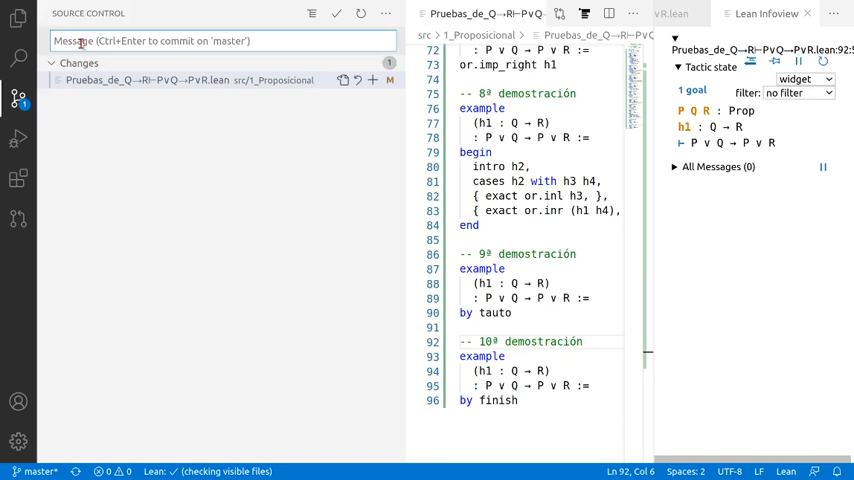 SOURCE CONTROL
Message (Ctrl+Enter to commit on 'master')
Changes
1
Pruebas_de_Q→R⊢P∨Q→P∨R.lean src/1_Proposicional
M
1
Pruebas_de_Q→R⊢P∨Q→P∨R.
∨R.lean
src > 1_Proposicional > Pruebas_de_Q→R⊢P∨Q
72 : P ∨ Q → P ∨ R :=
73 or.imp_right h1
74
75 -- 8ª demostración
76 example
77 (h1 : Q → R)
78 : P ∨ Q → P ∨ R :=
79 begin
80 intro h2,
81 cases h2 with h3 h4,
82 { exact or.inl h3, },
83 { exact or.inr (h1 h4),
84 end
85
86 -- 9ª demostración
87 example
88 (h1 : Q → R)
89 : P ∨ Q → P ∨ R :=
90 by tauto
91
92 -- 10ª demostración
93 example
94 (h1 : Q → R)
95 : P ∨ Q → P ∨ R :=
96 by finish
Lean Infoview
Pruebas_de_Q→R⊢P∨Q→P∨R.lean:92:5
Tactic state
widget
1 goal
filter: no filter
P Q R : Prop
h1 : Q → R
⊢ P ∨ Q → P ∨ R
All Messages (0)
master* 0 0 Lean: ✓ (checking visible files)
Ln 92, Col 6 Spaces: 2 UTF-8 LF Lean